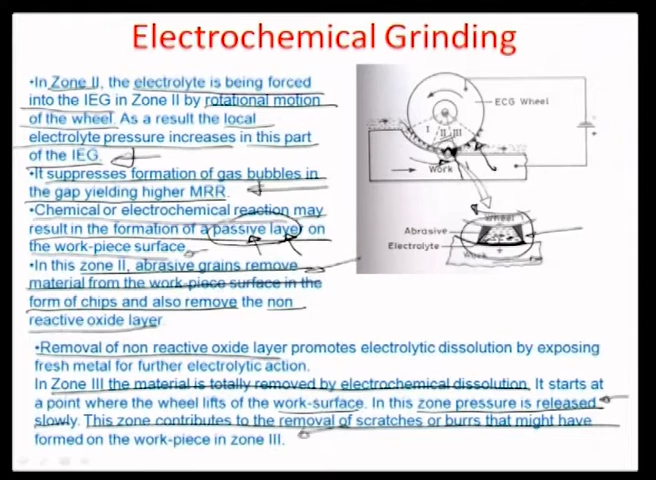 Electrochemical Grinding
•In Zone II, the electrolyte is being forced
into the IEG in Zone II by rotational motion
of the wheel. As a result the local
electrolyte pressure increases in this part
of the IEG.
•It suppresses formation of gas bubbles in
the gap yielding higher MRR.
•Chemical or electrochemical reaction may
result in the formation of a passive layer on
the work-piece surface
•In this zone II, abrasive grains remove
material from the work-piece surface in the
form of chips and also remove the non
reactive oxide layer
•Removal of non reactive oxide layer promotes electrolytic dissolution by exposing
fresh metal for further electrolytic action.
In Zone III the material is totally removed by electrochemical dissolution. It starts at
a point where the wheel lifts of the work-surface. In this zone pressure is released
slowly. This zone contributes to the removal of scratches or burrs that might have
formed on the work-piece in zone III.
ECG Wheel
I II III
Work
Wheel
Abrasive
Electrolyte
Work